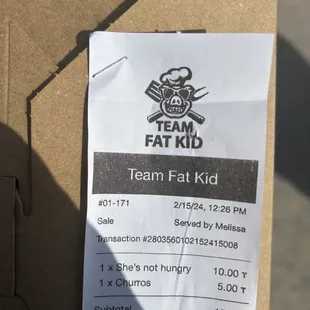 TEAM
FAT KID
Team Fat Kid
#01-171 2/15/24, 12:26 PM
Sale Served by Melissa
Transaction #2803560102152415008
1 x She's not hungry 10.00 T
1 x Churros 5.00 T
Subtotal